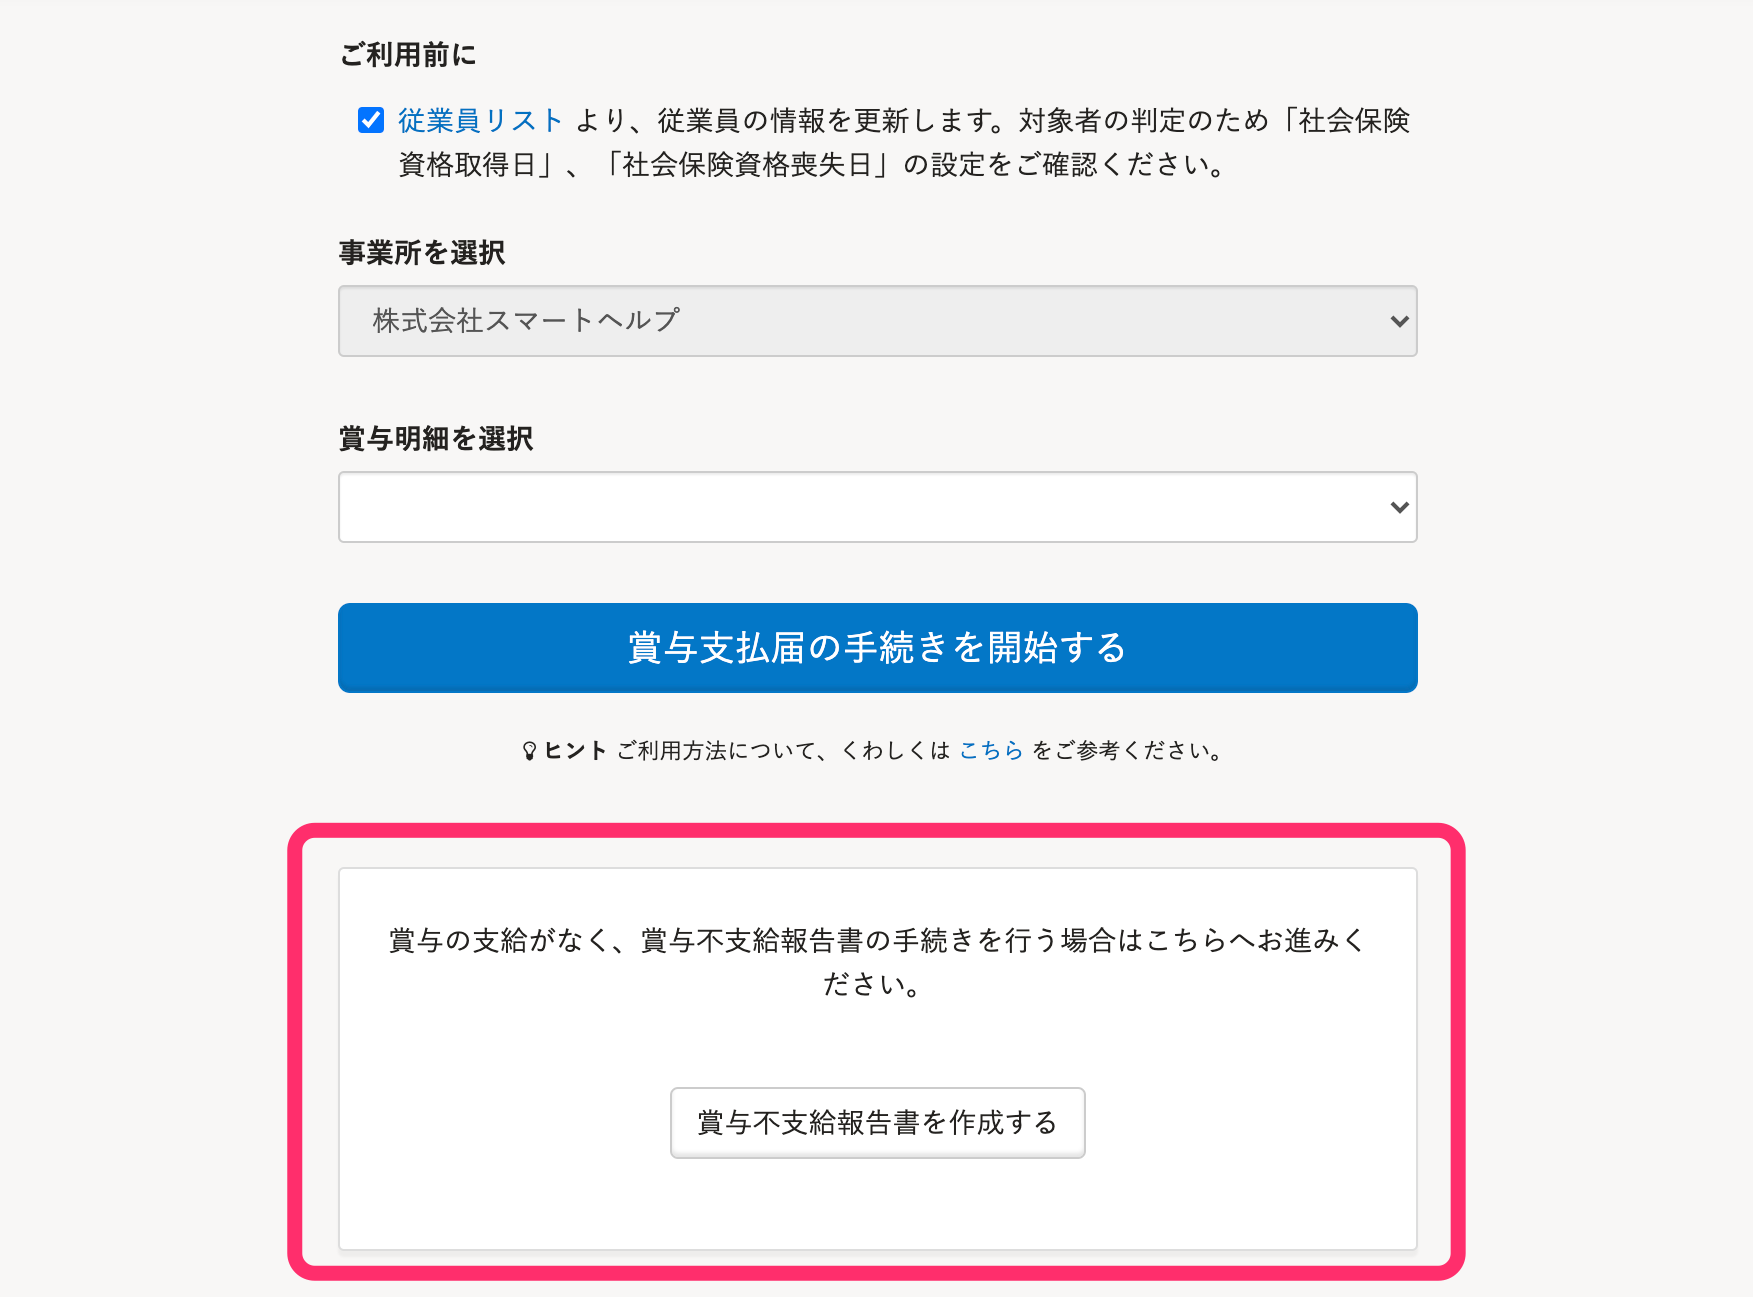 ご利用前に
従業員リスト より、従業員の情報を更新します。対象者の判定のため「社会保険
資格取得日」、「社会保険資格喪失日」の設定をご確認ください。
事業所を選択
株式会社スマートヘルプ
賞与明細を選択
賞与支払届の手続きを開始する
ヒント ご利用方法について、くわしくは こちら をご参考ください。
賞与の支給がなく、賞与不支給報告書の手続きを行う場合はこちらへお進みく
ださい。
賞与不支給報告書を作成する